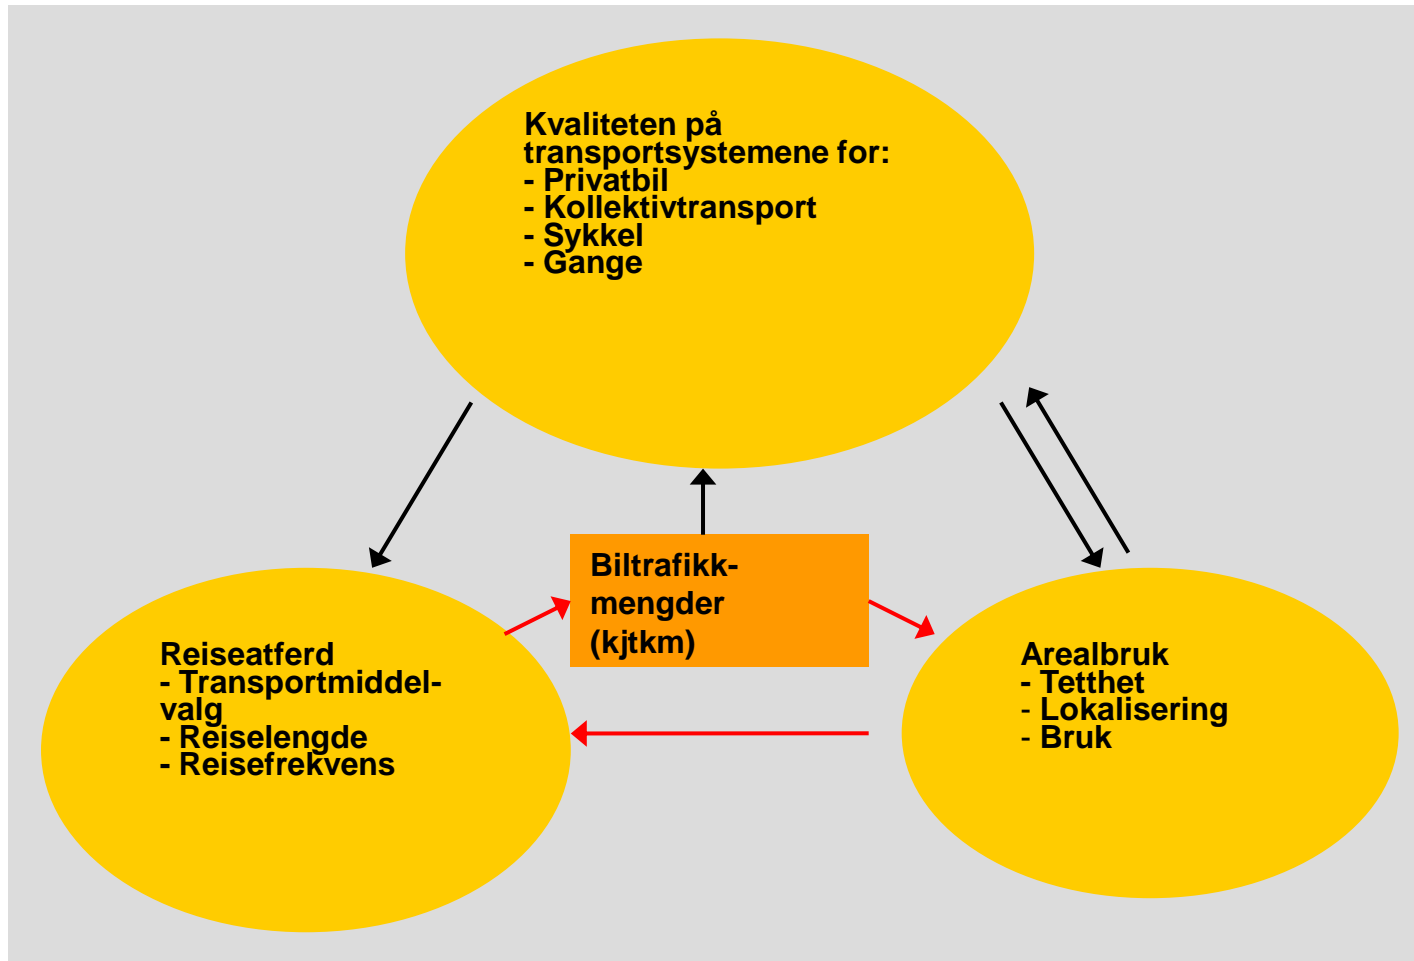 Kvaliteten på
transportsystemene for:
- Privatbil
- Kollektivtransport
- Sykkel
- Gange
Biltrafikk-
mengder
(kjtkm)
Reiseatferd
- Transportmiddel-
valg
- Reiselengde
- Reisefrekvens
Arealbruk
- Tetthet
- Lokalisering
- Bruk